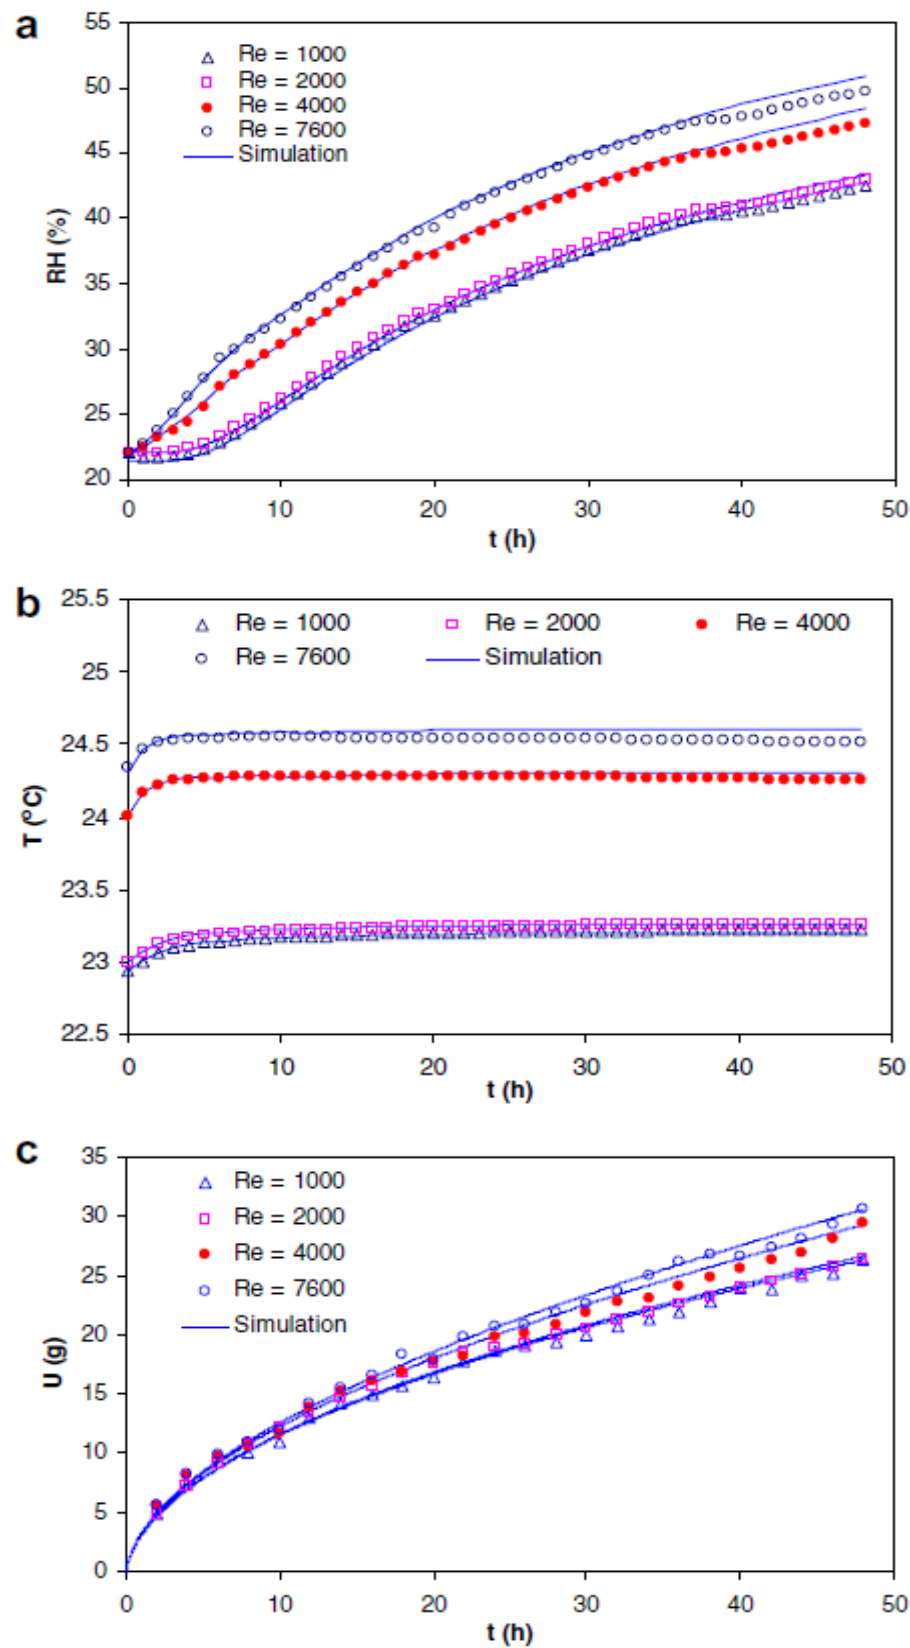 a
55
50
45
40
35
30
25
20
RH (%)
Re = 1000
Re = 2000
Re = 4000
Re = 7600
Simulation
0 10 20 30 40 50
t (h)
b
25.5
25
24.5
24
23.5
23
22.5
T (ºC)
Re = 1000 Re = 2000 Re = 4000
Re = 7600 Simulation
0 10 20 30 40 50
t (h)
c
35
30
25
20
15
10
5
0
U (g)
Re = 1000
Re = 2000
Re = 4000
Re = 7600
Simulation
0 10 20 30 40 50
t (h)